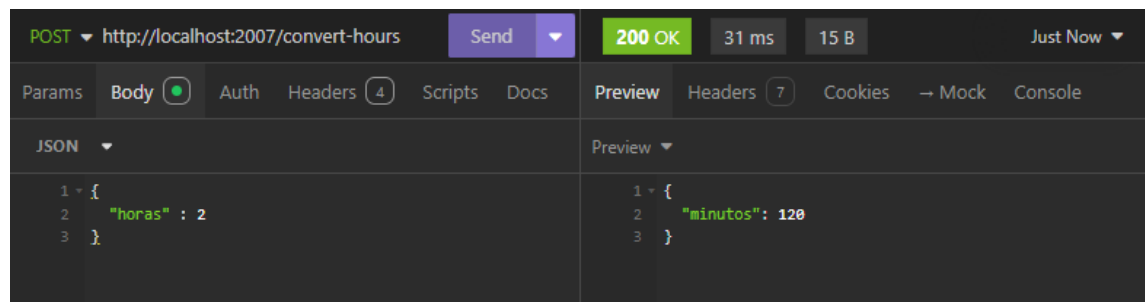 POST http://localhost:2007/convert-hours Send
Params Body Auth Headers 4 Scripts Docs
JSON
1 {
2 "horas" : 2
3 }
200 OK 31 ms 15 B Just Now
Preview Headers 7 Cookies → Mock Console
Preview
1 {
2 "minutos": 120
3 }